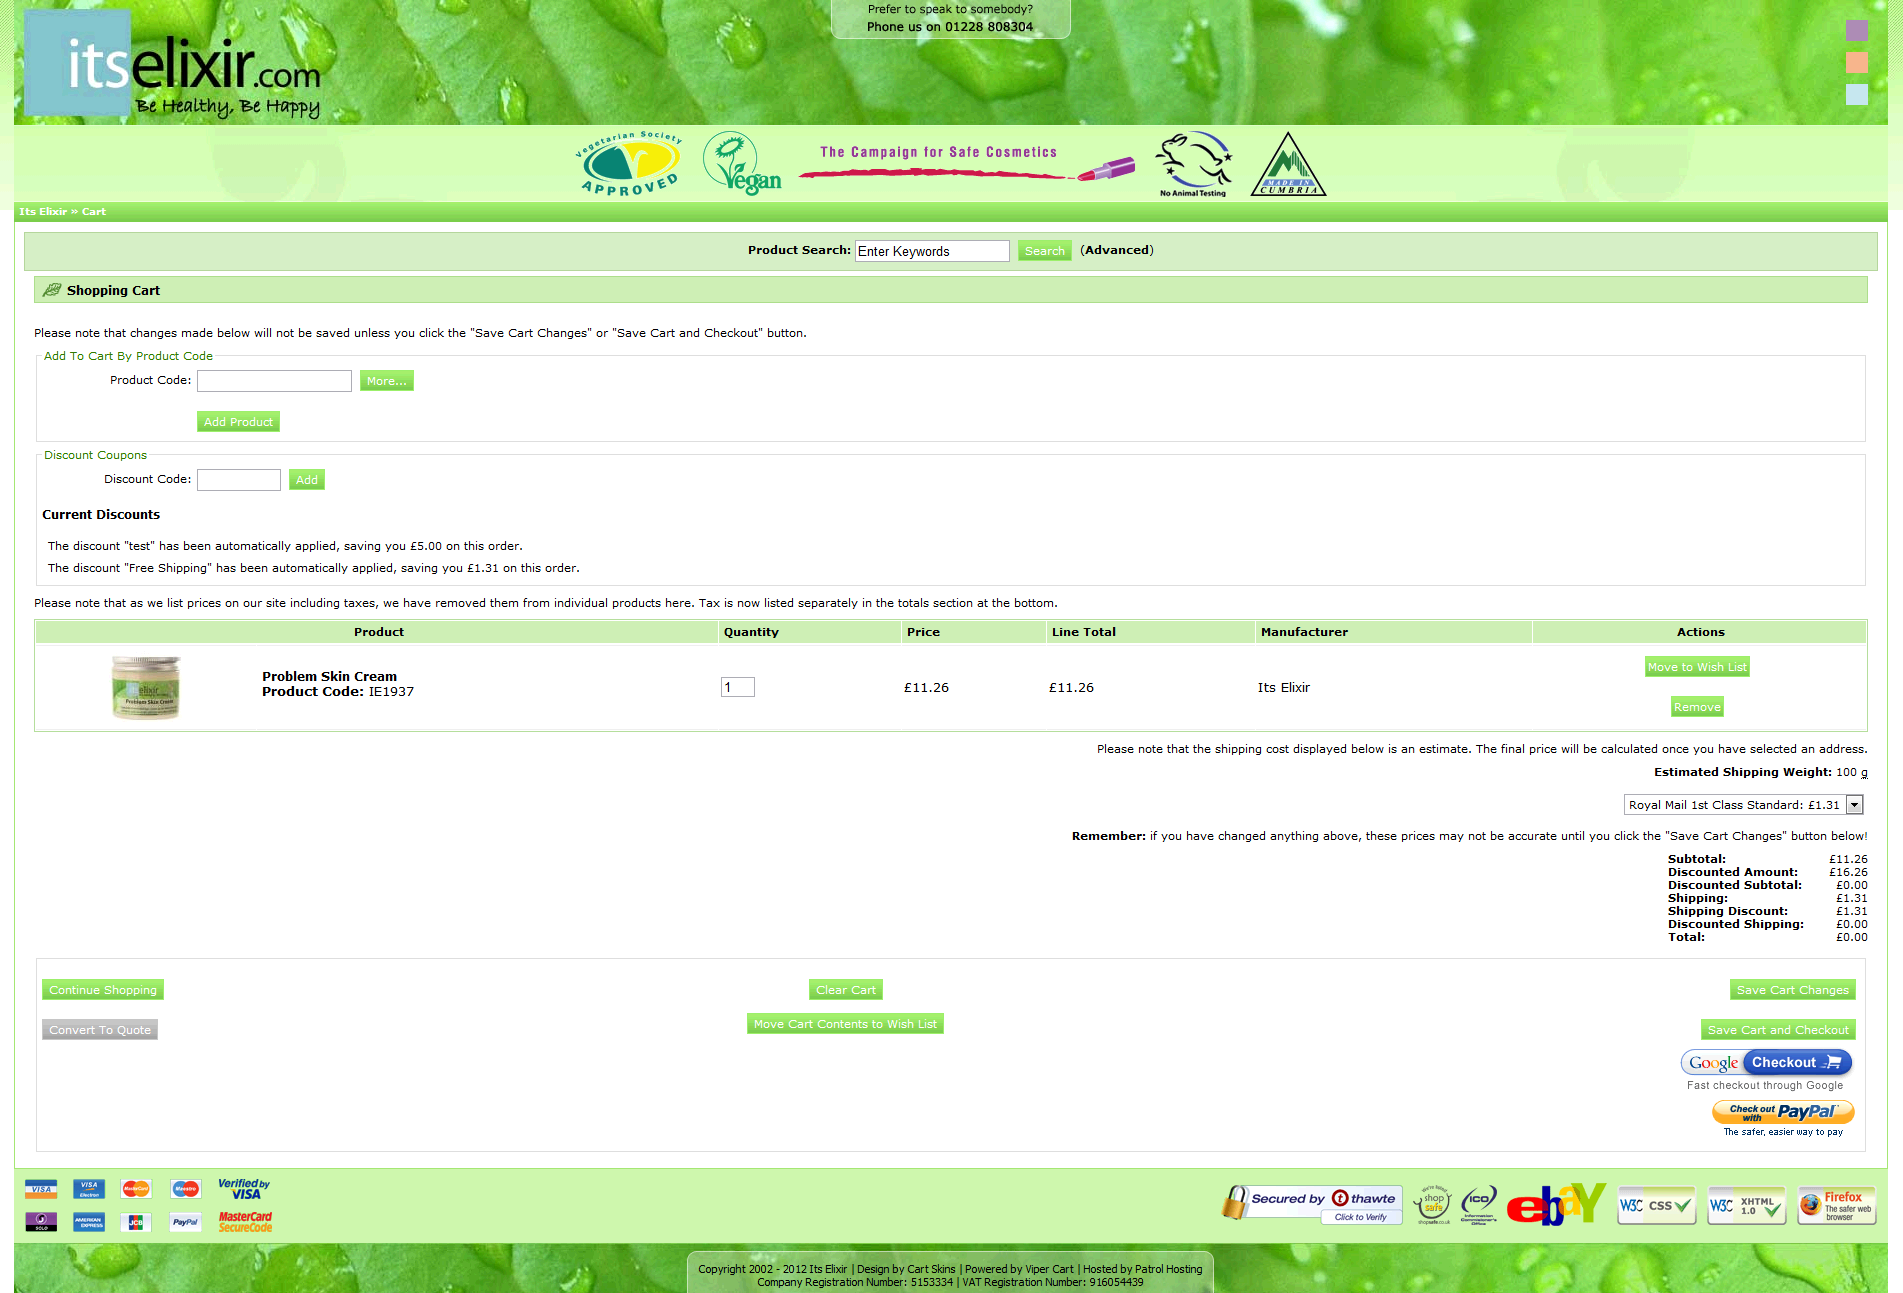 Prefer to speak to somebody?
Phone us on 01228 808304
itselixir.com
Be Healthy, Be Happy
Vegetarian Society
APPROVED
Vegan
The Campaign for Safe Cosmetics
No Animal Testing
MADE IN
CUMBRIA
Its Elixir » Cart
Product Search: Enter Keywords Search (Advanced)
Shopping Cart
Please note that changes made below will not be saved unless you click the "Save Cart Changes" or "Save Cart and Checkout" button.
Add To Cart By Product Code
Product Code: More...
Add Product
Discount Coupons
Discount Code: Add
Current Discounts
The discount "test" has been automatically applied, saving you £5.00 on this order.
The discount "Free Shipping" has been automatically applied, saving you £1.31 on this order.
Please note that as we list prices on our site including taxes, we have removed them from individual products here. Tax is now listed separately in the totals section at the bottom.
Product Quantity Price Line Total Manufacturer Actions
elixir
Problem Skin Cream
Problem Skin Cream
Product Code: IE1937
1 £11.26 £11.26 Its Elixir
Move to Wish List
Remove
Please note that the shipping cost displayed below is an estimate. The final price will be calculated once you have selected an address.
Estimated Shipping Weight: 100 g
Royal Mail 1st Class Standard: £1.31
Remember: if you have changed anything above, these prices may not be accurate until you click the "Save Cart Changes" button below!
Subtotal: £11.26
Discounted Amount: £16.26
Discounted Subtotal: £0.00
Shipping: £1.31
Shipping Discount: £1.31
Discounted Shipping: £0.00
Total: £0.00
Continue Shopping Clear Cart Save Cart Changes
Convert To Quote Move Cart Contents to Wish List Save Cart and Checkout
Google Checkout
Fast checkout through Google
Check out with PayPal
The safer, easier way to pay
VISA VISA Electron MasterCard Maestro Verified by VISA
SOLO AMERICAN EXPRESS JCB PayPal MasterCard SecureCode
Secured by thawte
Click to Verify
shop safe
shopsafe.co.uk
ico.
Information Commissioner's Office
ebay
W3C CSS
W3C XHTML 1.0
Firefox
The safer web browser
Copyright 2002 - 2012 Its Elixir | Design by Cart Skins | Powered by Viper Cart | Hosted by Patrol Hosting
Company Registration Number: 5153334 | VAT Registration Number: 916054439